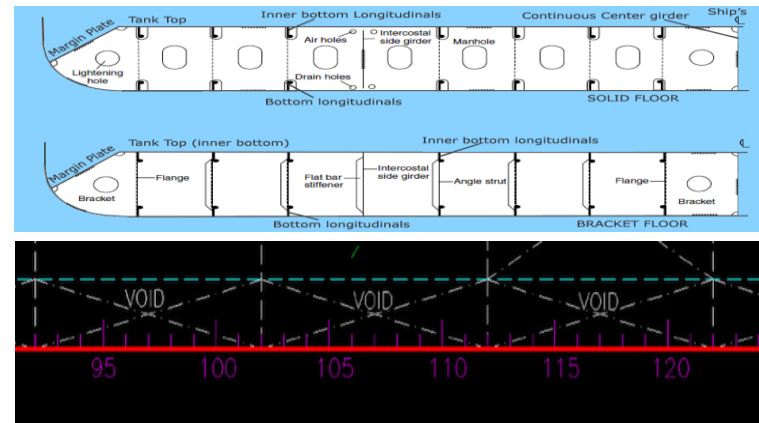 Ship's
Inner bottom Longitudinals
Continuous Center girder
Tank Top
Margin Plate
Air holes
Intercostal
side girder
Manhole
Lightening
hole
Drain holes
Bottom longitudinals
SOLID FLOOR
Tank Top (inner bottom)
Inner bottom longitudinals
Margin Plate
Flange
Flat bar
stiffener
Intercostal
side girder
Angle strut
Flange
Bracket
Bracket
Bottom longitudinals
BRACKET FLOOR
VOID VOID VOID
95 100 105 110 115 120